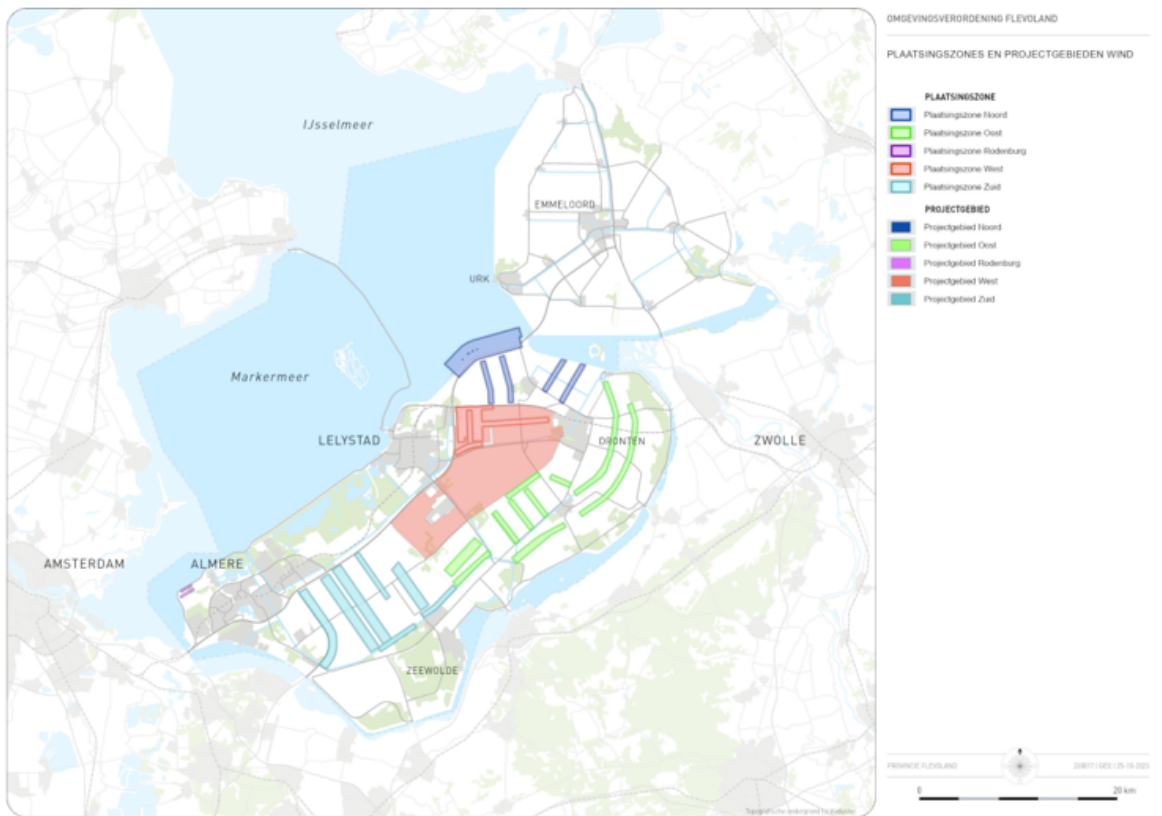 OMGEVINGSVERORDENING FLEVOLAND
PLAATSINGSZONES EN PROJECTGEBIEDEN WIND
PLAATSINGSZONE
Plaatsingszone Noord
Plaatsingszone Oost
Plaatsingszone Rodenburg
Plaatsingszone West
Plaatsingszone Zuid
PROJECTGEBIED
Projectgebied Noord
Projectgebied Oost
Projectgebied Rodenburg
Projectgebied West
Projectgebied Zuid
IJsselmeer
EMMELOORD
URK
Markermeer
LELYSTAD
DRONTEN
ZWOLLE
AMSTERDAM
ALMERE
ZEEWOLDE
PROVINCIE FLEVOLAND
0
20 km